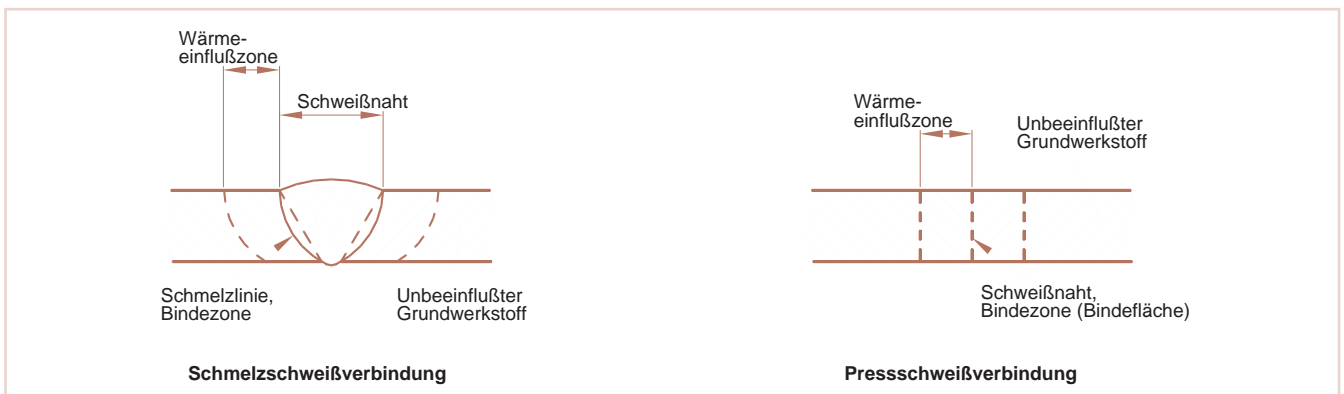 Wärme-
einflußzone
Schweißnaht
Schmelzlinie,
Bindezone
Unbeeinflußter
Grundwerkstoff
Schmelzschweißverbindung
Wärme-
einflußzone
Unbeeinflußter
Grundwerkstoff
Schweißnaht,
Bindezone (Bindefläche)
Pressschweißverbindung